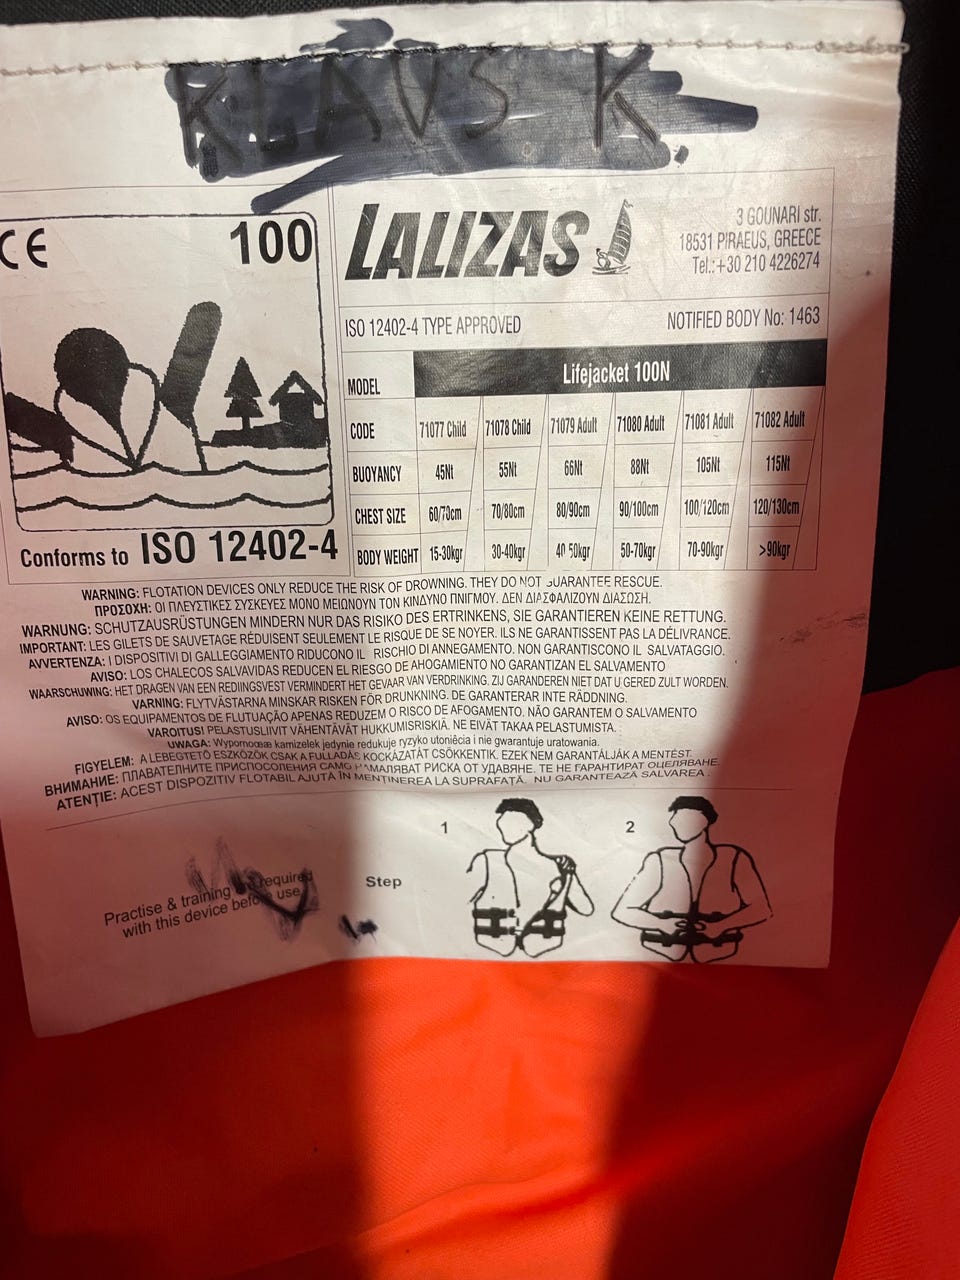 KLAUS K
CE
100
LALIZAS
3 GOUNARI str.
18531 PIRAEUS, GREECE
Tel.:+30 210 4226274
ISO 12402-4 TYPE APPROVED NOTIFIED BODY No: 1463
MODEL Lifejacket 100N
CODE 71077 Child 71078 Child 71079 Adult 71080 Adult 71081 Adult 71082 Adult
BUOYANCY 45Nt 55Nt 66Nt 88Nt 105Nt 115Nt
CHEST SIZE 60/70cm 70/80cm 80/90cm 90/100cm 100/120cm 120/130cm
BODY WEIGHT 15-30kgr 30-40kgr 40 50kgr 50-70kgr 70-90kgr >90kgr
Conforms to ISO 12402-4
WARNING: FLOTATION DEVICES ONLY REDUCE THE RISK OF DROWNING. THEY DO NOT GUARANTEE RESCUE.
ΠΡΟΣΟΧΗ: ΟΙ ΠΛΕΥΣΤΙΚΕΣ ΣΥΣΚΕΥΕΣ ΜΟΝΟ ΜΕΙΩΝΟΥΝ ΤΟΝ ΚΙΝΔΥΝΟ ΠΝΙΓΜΟΥ. ΔΕΝ ΔΙΑΣΦΑΛΙΖΟΥΝ ΔΙΑΣΩΣΗ.
WARNUNG: SCHUTZAUSRÜSTUNGEN MINDERN NUR DAS RISIKO DES ERTRINKENS, SIE GARANTIEREN KEINE RETTUNG.
IMPORTANT: LES GILETS DE SAUVETAGE RÉDUISENT SEULEMENT LE RISQUE DE SE NOYER. ILS NE GARANTISSENT PAS LA DÉLIVRANCE.
AVVERTENZA: I DISPOSITIVI DI GALLEGGIAMENTO RIDUCONO IL RISCHIO DI ANNEGAMENTO. NON GARANTISCONO IL SALVATAGGIO.
AVISO: LOS CHALECOS SALVAVIDAS REDUCEN EL RIESGO DE AHOGAMIENTO NO GARANTIZAN EL SALVAMENTO
WAARSCHUWING: HET DRAGEN VAN EEN REDIINGSVEST VERMINDERT HET GEVAAR VAN VERDRINKING. ZIJ GARANDEREN NIET DAT U GERED ZULT WORDEN.
VARNING: FLYTVÄSTARNA MINSKAR RISKEN FÖR DRUNKNING. DE GARANTERAR INTE RÄDDNING.
AVISO: OS EQUIPAMENTOS DE FLUTUAÇÃO APENAS REDUZEM O RISCO DE AFOGAMENTO. NÃO GARANTEM O SALVAMENTO
VAROITUS! PELASTUSLIIVIT VÄHENTÄVÄT HUKKUMISRISKIÄ. NE EIVÄT TAKAA PELASTUMISTA.
UWAGA: kamizelek jedynie redukuje ryzyko utonięcia i nie gwarantuje uratowania.
FIGYELEM: A LEBEGTETŐ ESZKÖZÖK CSAK A FULLADÁS KOCKÁZATÁT CSÖKKENTIK. EZEK NEM GARANTÁLJÁK A MENTÉST.
ВНИМАНИЕ: ПЛАВАТЕЛНИТЕ ПРИСПОСОБЛЕНИЯ САМО НАМАЛЯВАТ РИСКА ОТ УДАВЯНЕ. ТЕ НЕ ГАРАНТИРАТ ОЦЕЛЯВАНЕ.
ATENŢIE: ACEST DISPOZITIV FLOTABIL AJUTĂ ÎN MENŢINEREA LA SUPRAFAŢĂ. NU GARANTEAZĂ SALVAREA.
Practise & training is required
with this device before use
Step
1
2